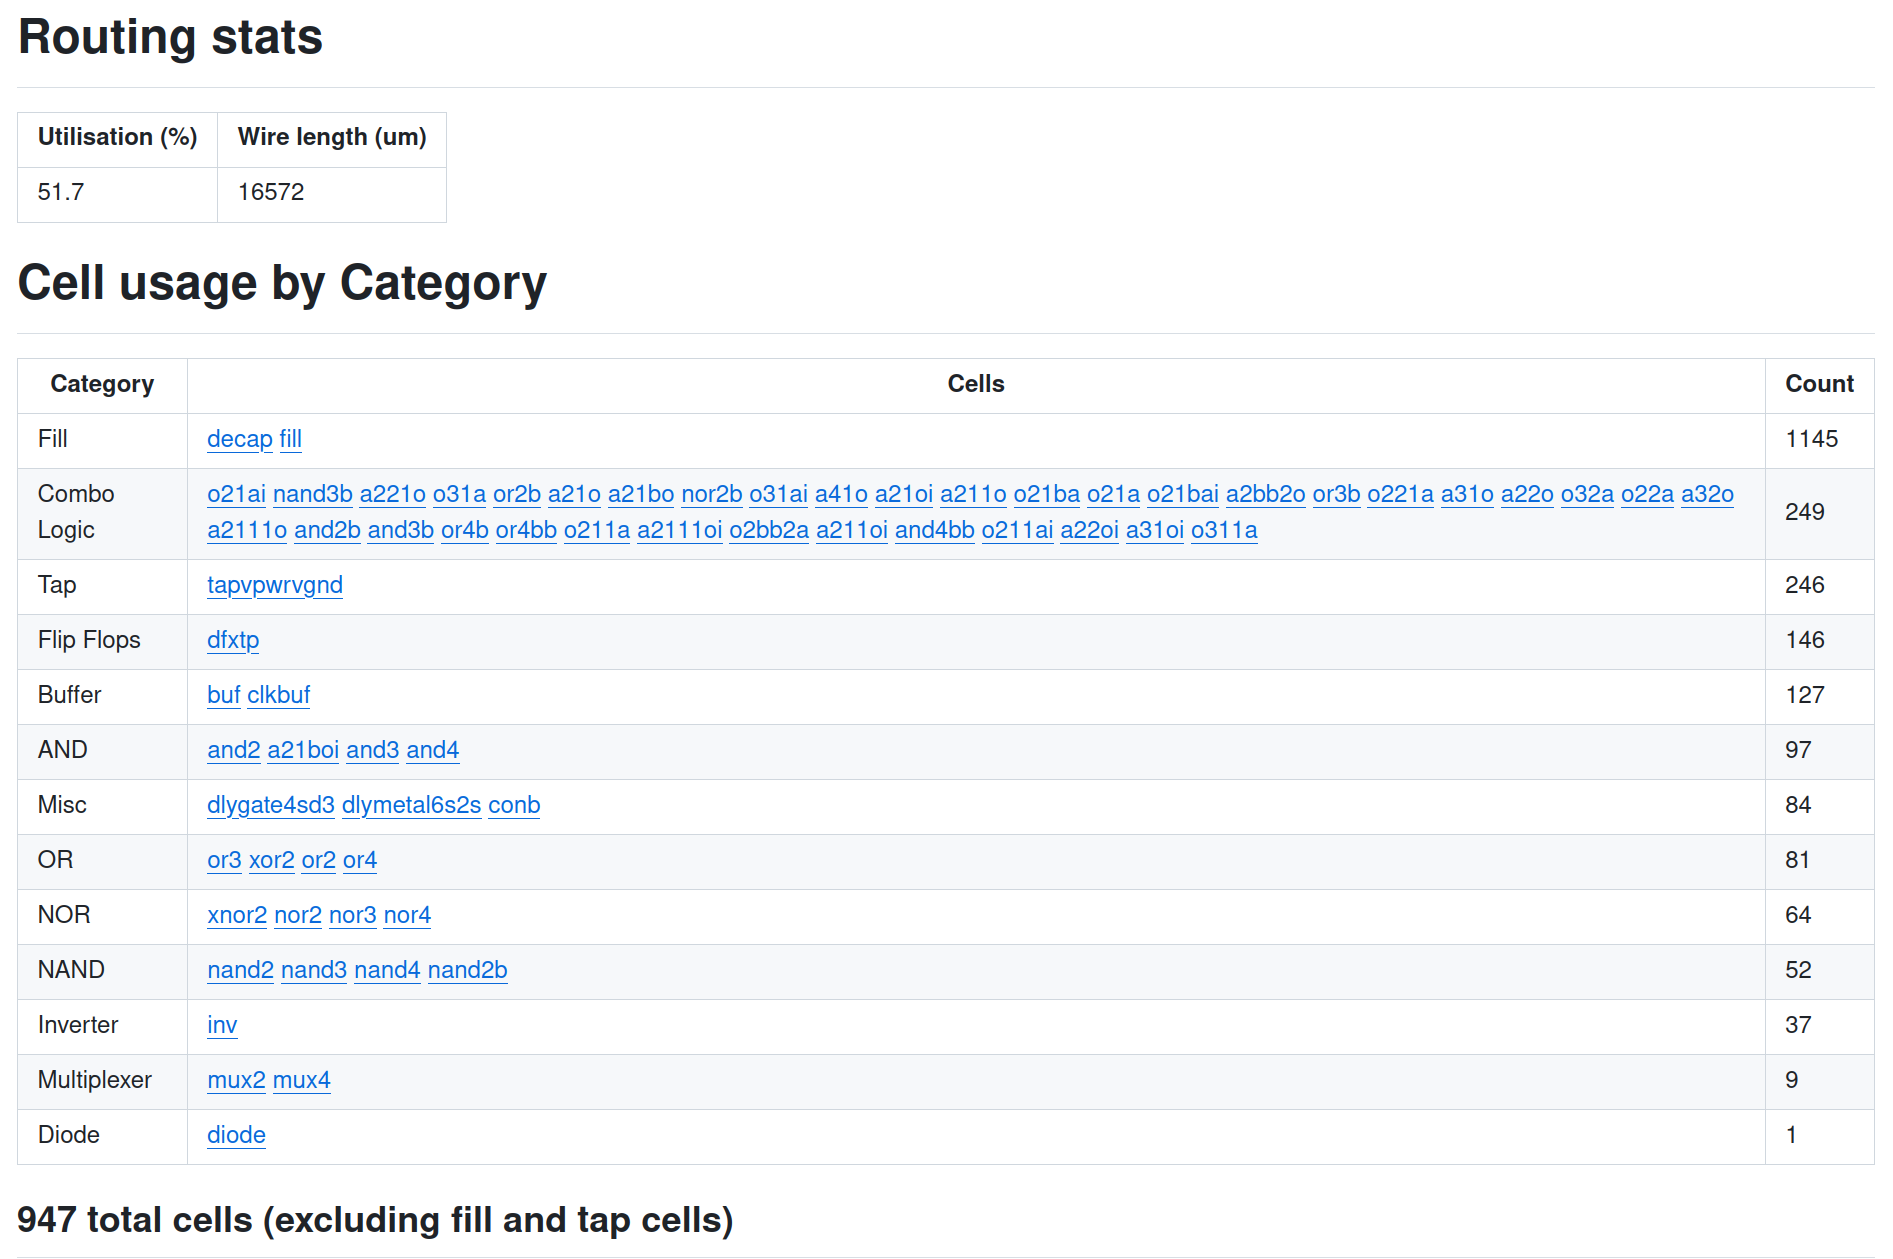 Routing stats
Utilisation (%) Wire length (um)
51.7 16572
Cell usage by Category
Category Cells Count
Fill decap fill 1145
Combo Logic o21ai nand3b a221o o31a or2b a21o a21bo nor2b o31ai a41o a21oi a211o o21ba o21a o21bai a2bb2o or3b o221a a31o a22o o32a o22a a32o
a2111o and2b and3b or4b or4bb o211a a2111oi o2bb2a a211oi and4bb o211ai a22oi a31oi o311a 249
Tap tapvpwrvgnd 246
Flip Flops dfxtp 146
Buffer buf clkbuf 127
AND and2 a21boi and3 and4 97
Misc dlygate4sd3 dlymetal6s2s conb 84
OR or3 xor2 or2 or4 81
NOR xnor2 nor2 nor3 nor4 64
NAND nand2 nand3 nand4 nand2b 52
Inverter inv 37
Multiplexer mux2 mux4 9
Diode diode 1
947 total cells (excluding fill and tap cells)